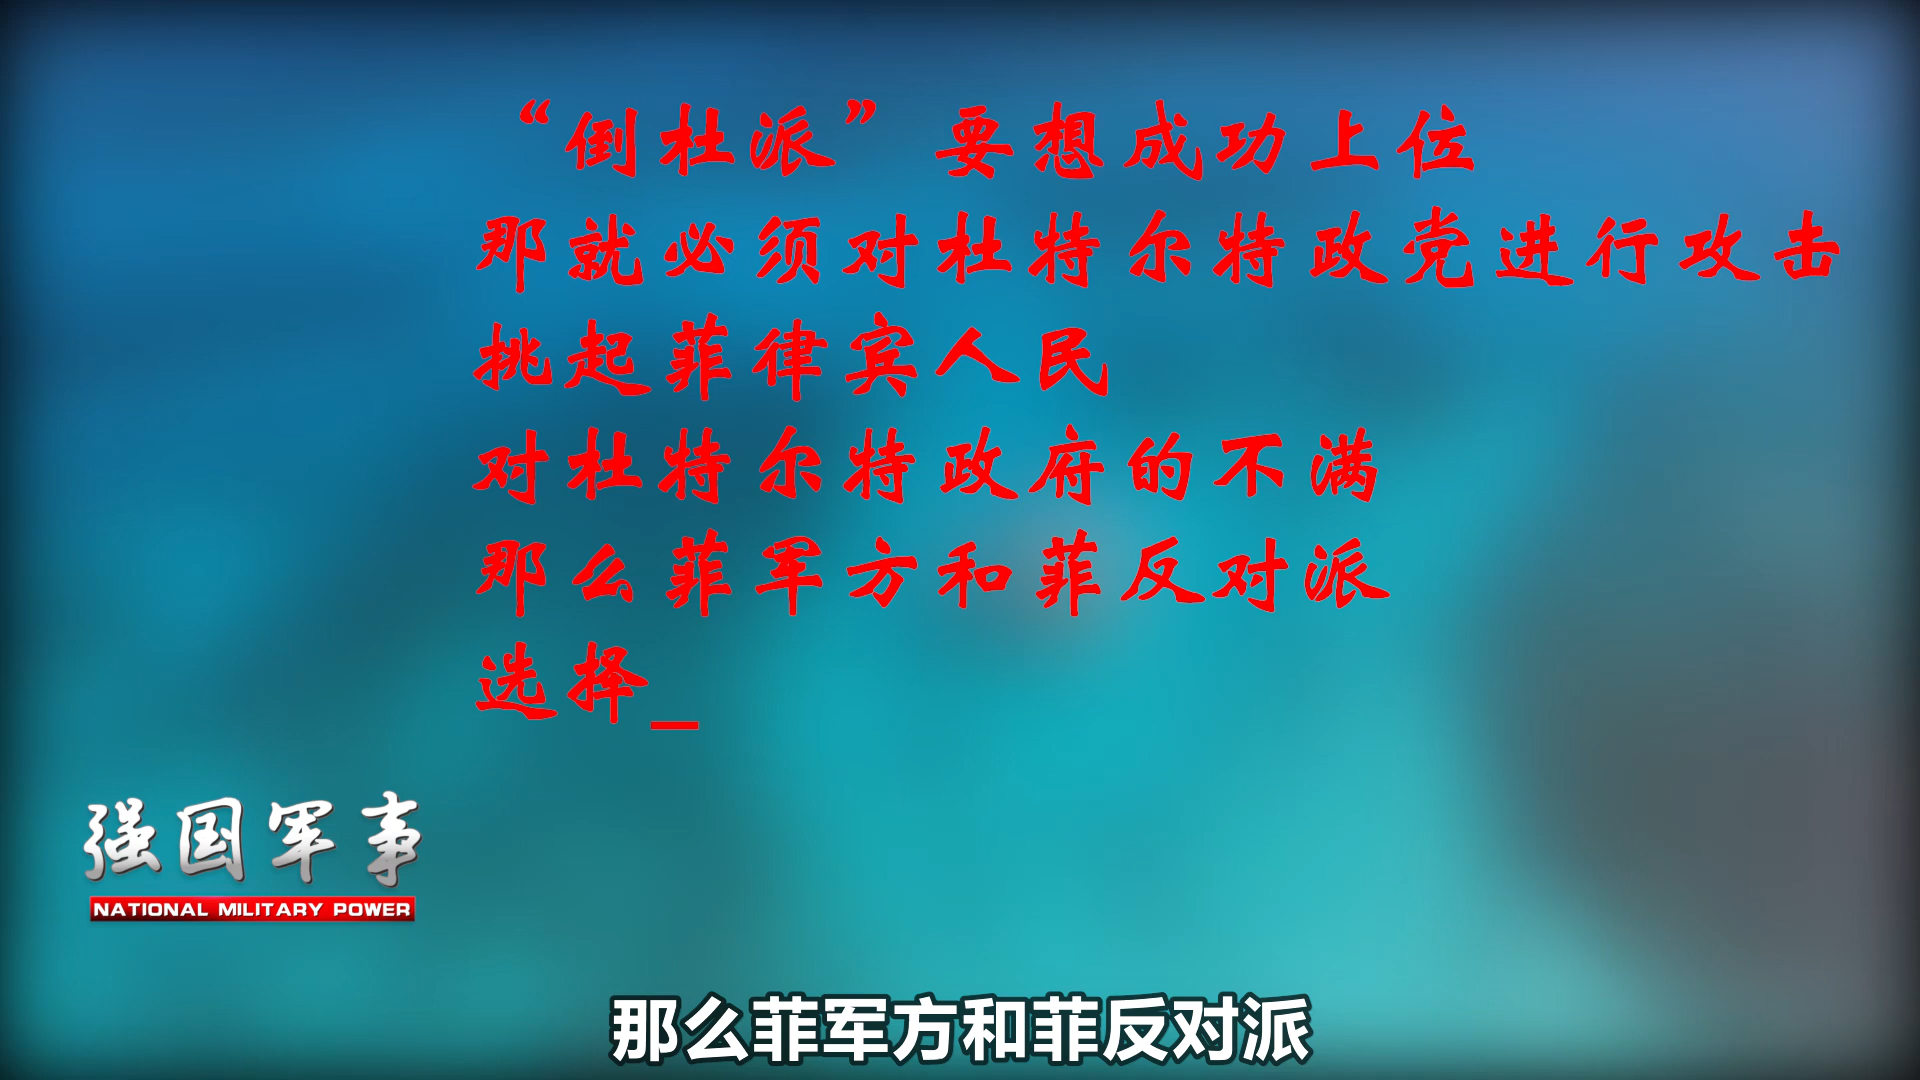 “倒杜派”要想成功上位
那就必须对杜特尔特政党进行攻击
挑起菲律宾人民
对杜特尔特政府的不满
那么菲军方和菲反对派
选择_
强国军事
NATIONAL MILITARY POWER
那么菲军方和菲反对派